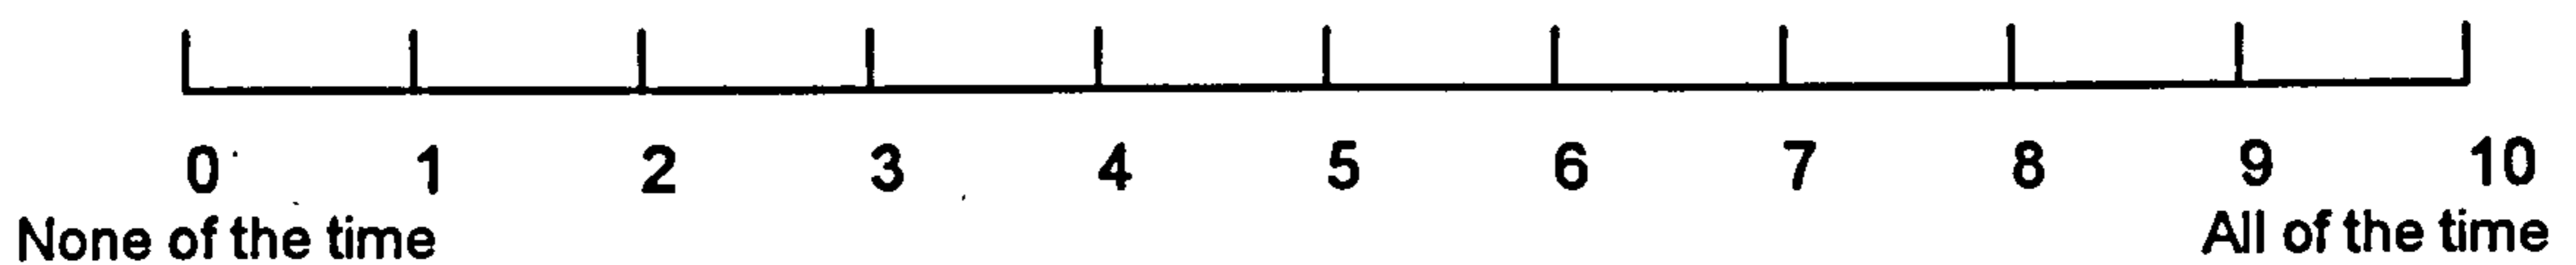 0 1 2 3 4 5 6 7 8 9 10
None of the time All of the time